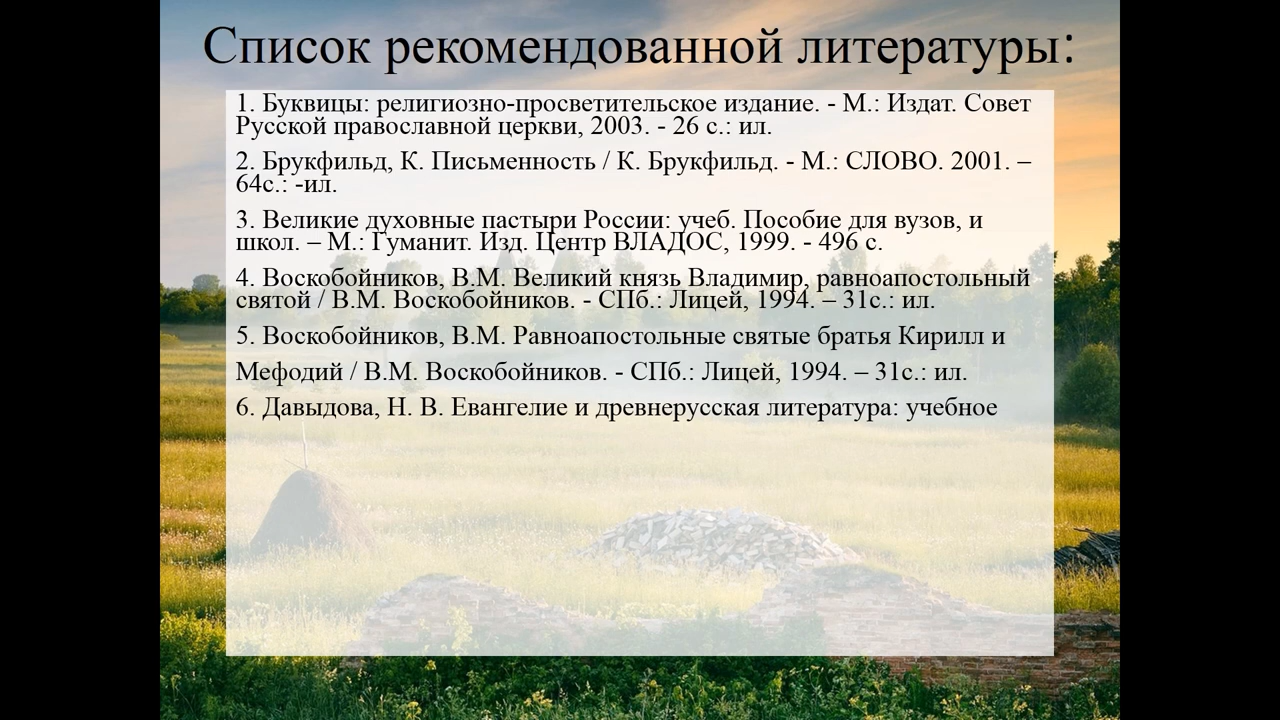 Список рекомендованной литературы:
1. Буквицы: религиозно-просветительское издание. - М.: Издат. Совет
Русской православной церкви, 2003. - 26 с.: ил.
2. Брукфильд, К. Письменность / К. Брукфильд. - М.: СЛОВО. 2001. –
64с.: -ил.
3. Великие духовные пастыри России: учеб. Пособие для вузов, и
школ. – М.: Гуманит. Изд. Центр ВЛАДОС, 1999. - 496 с.
4. Воскобойников, В.М. Великий князь Владимир, равноапостольный
святой / В.М. Воскобойников. - СПб.: Лицей, 1994. – 31с.: ил.
5. Воскобойников, В.М. Равноапостольные святые братья Кирилл и
Мефодий / В.М. Воскобойников. - СПб.: Лицей, 1994. – 31с.: ил.
6. Давыдова, Н. В. Евангелие и древнерусская литература: учебное